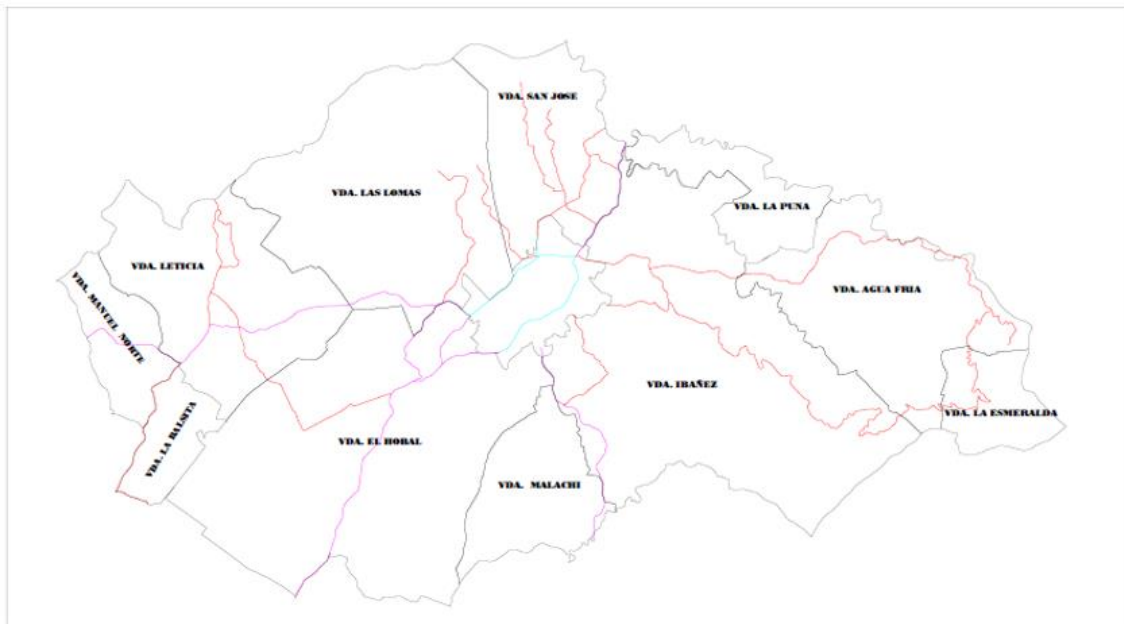 VDA. SAN JOSE
VDA. LAS LOMAS
VDA. LA PUNA
VDA. LETICIA
VDA. AGUA FRIA
VDA. MANUEL NORTE
VDA. IBAÑEZ
VDA. LA ESMERALDA
VDA. LA BALSITA
VDA. EL HOBAL
VDA. MALACHI